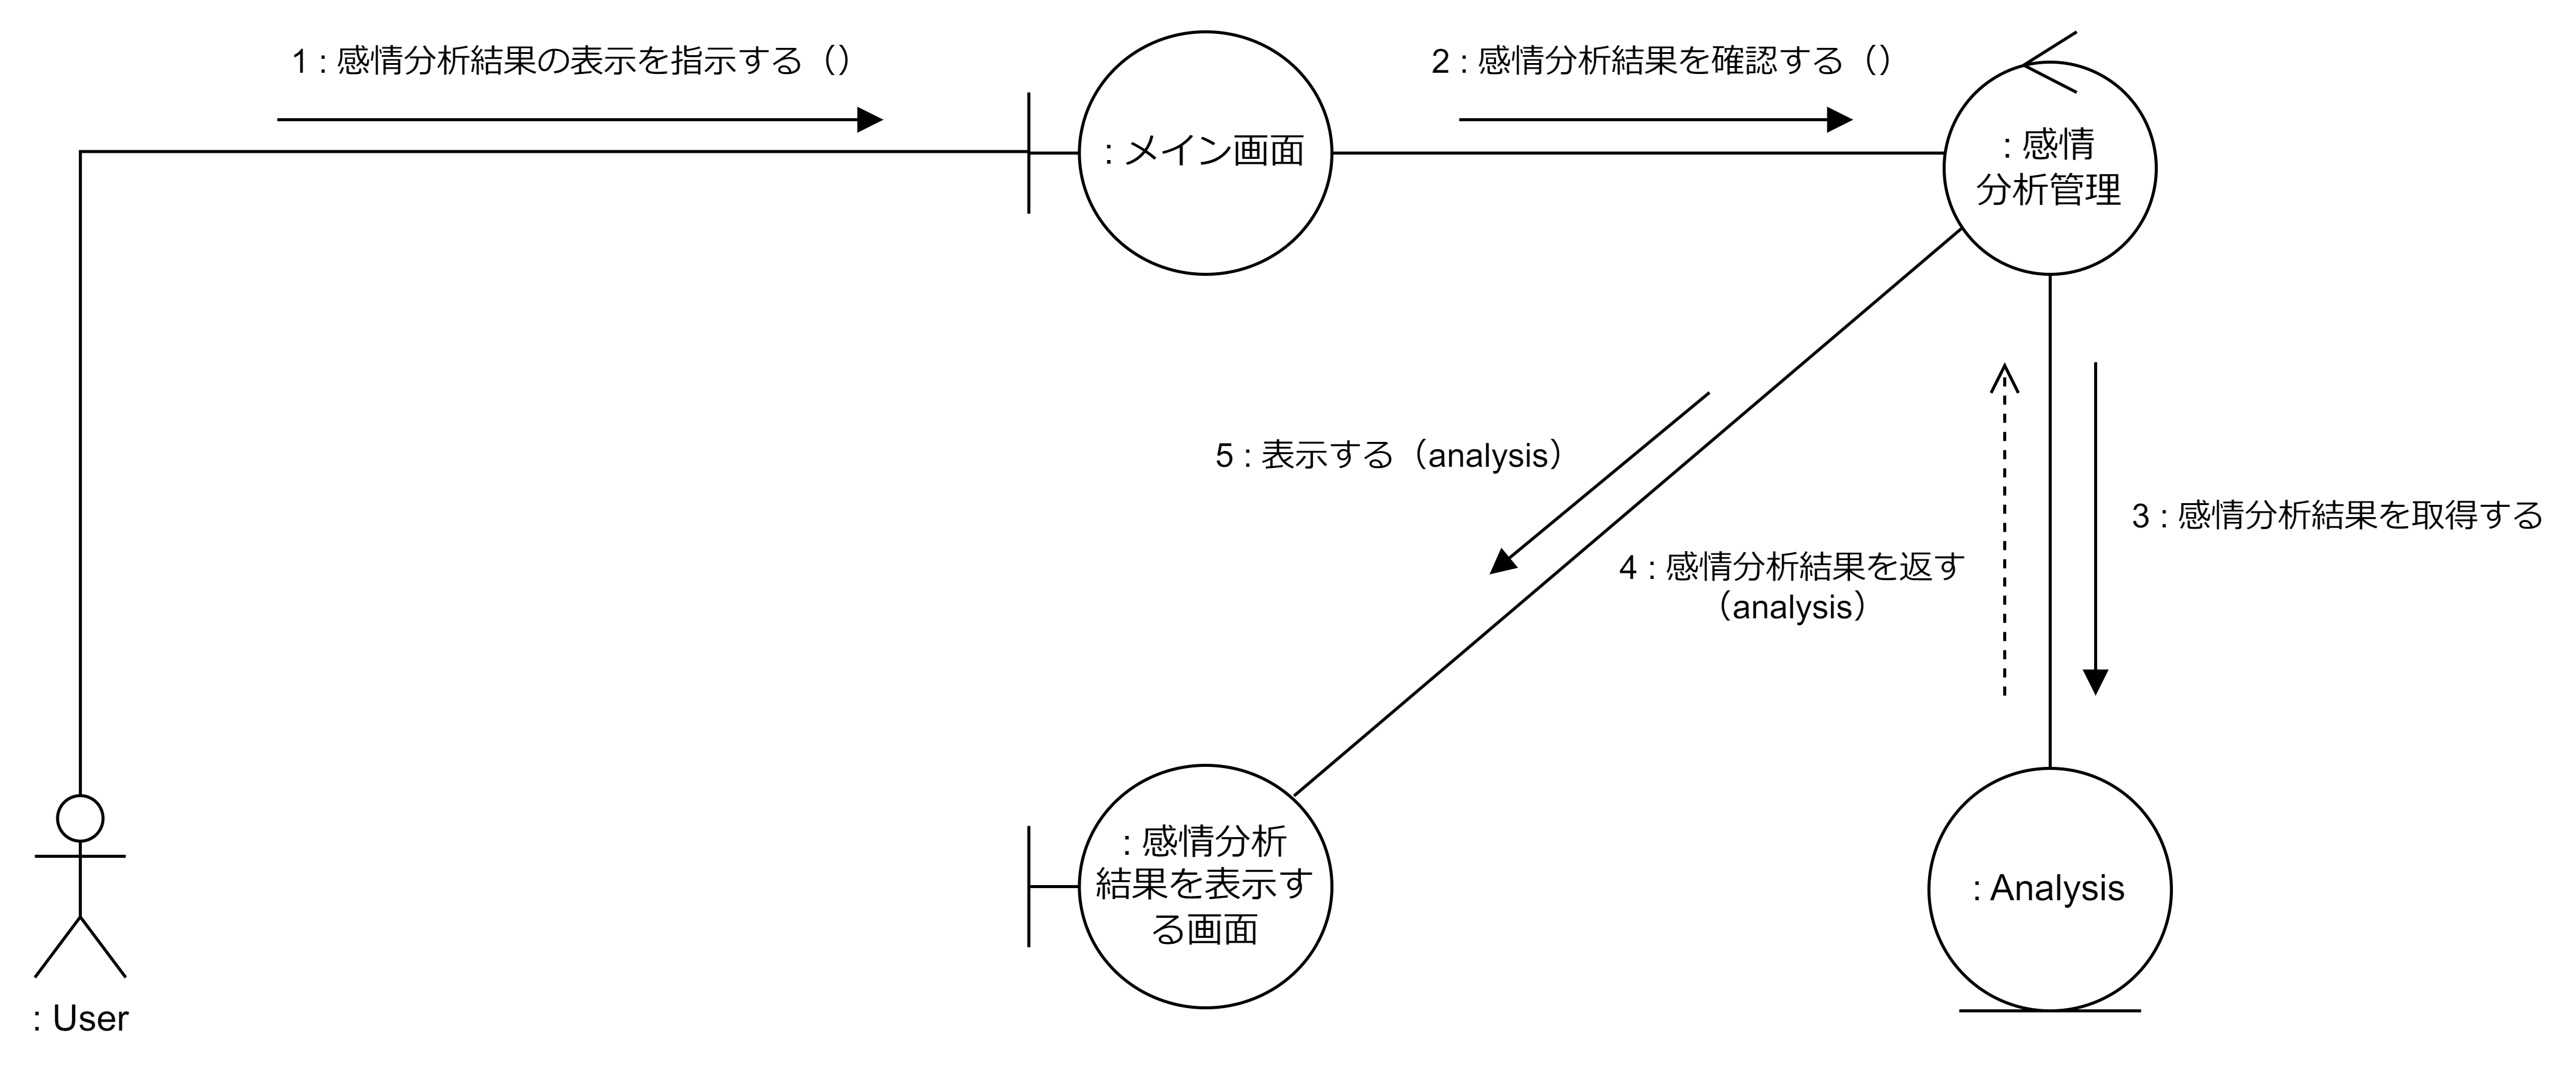 1 : 感情分析結果の表示を指示する（）
2 : 感情分析結果を確認する（）
: メイン画面
: 感情
分析管理
5 : 表示する（analysis）
3 : 感情分析結果を取得する
4 : 感情分析結果を返す
（analysis）
: 感情分析
結果を表示す
る画面
: Analysis
: User